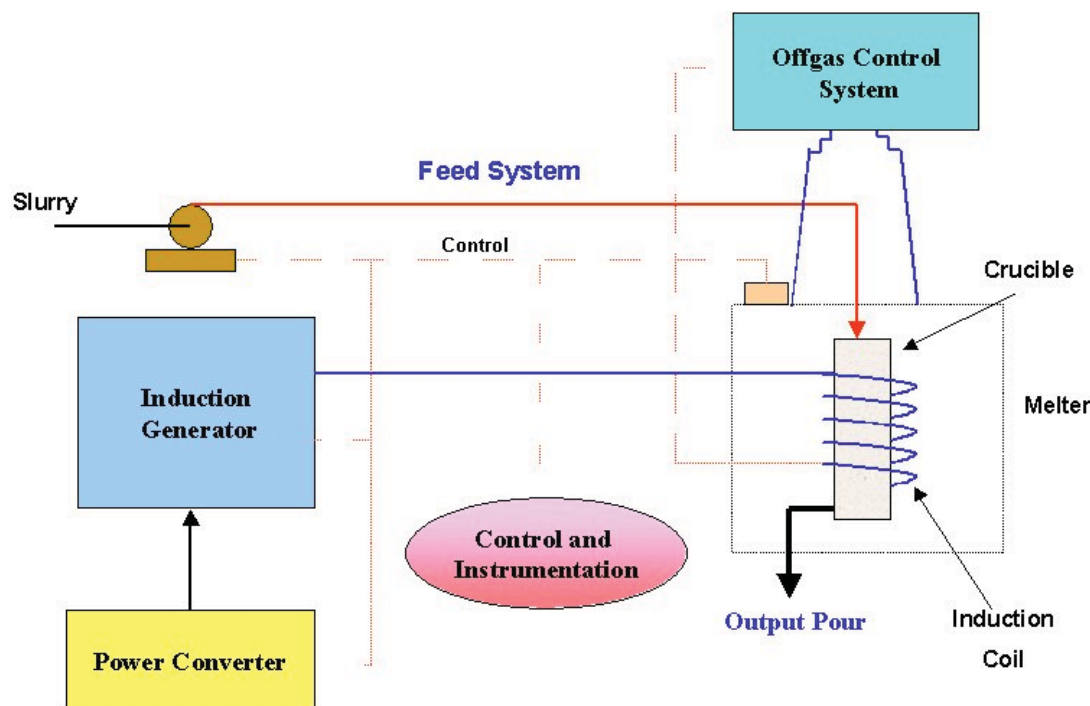 Offgas Control
System
Feed System
Slurry
Control
Crucible
Induction
Generator
Melter
Control and
Instrumentation
Output Pour
Induction
Coil
Power Converter